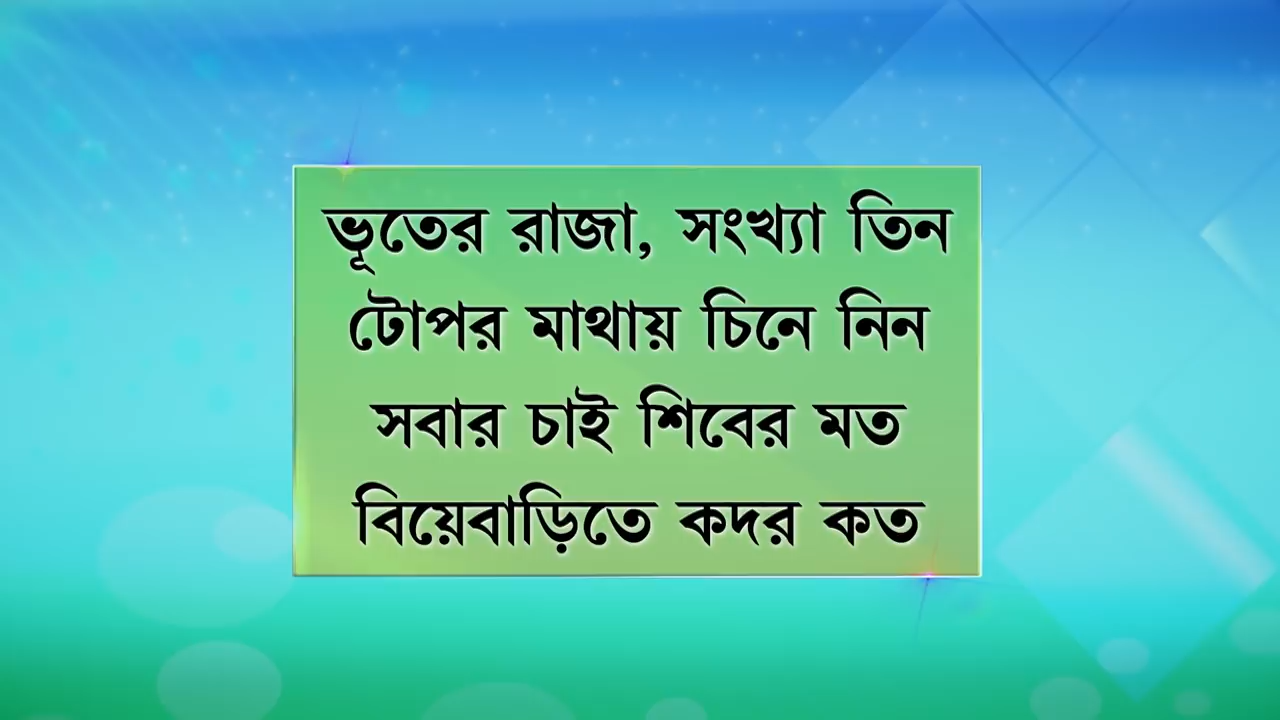 ভূতের রাজা, সংখ্যা তিন
টোপর মাথায় চিনে নিন
সবার চাই শিবের মত
বিয়েবাড়িতে কদর কত